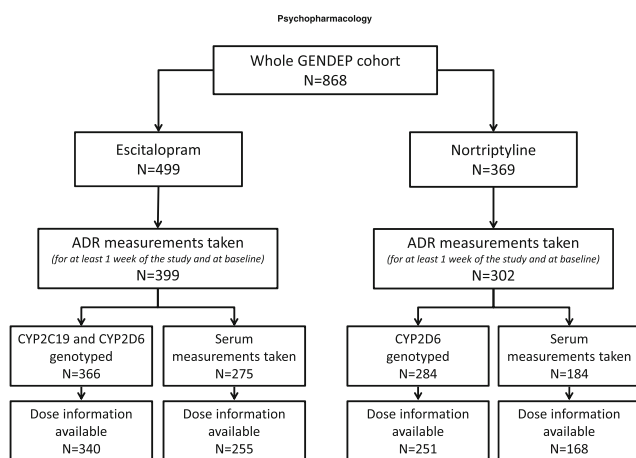 Psychopharmacology
Whole GENDEP cohort
N=868
Escitalopram
N=499
Nortriptyline
N=369
ADR measurements taken
(for at least 1 week of the study and at baseline)
N=399
ADR measurements taken
(for at least 1 week of the study and at baseline)
N=302
CYP2C19 and CYP2D6
genotyped
N=366
Serum
measurements taken
N=275
CYP2D6
genotyped
N=284
Serum
measurements taken
N=184
Dose information
available
N=340
Dose information
available
N=255
Dose information
available
N=251
Dose information
available
N=168